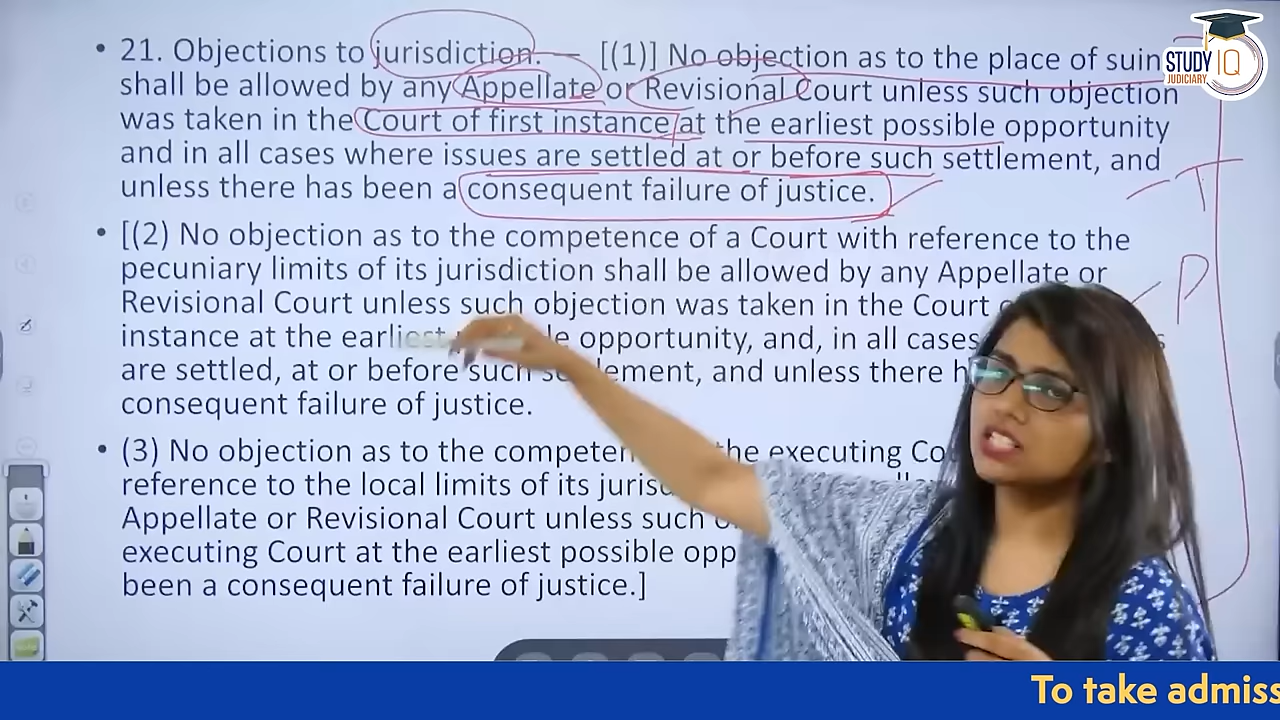 • 21. Objections to jurisdiction. — [(1)] No objection as to the place of suin
shall be allowed by any Appellate or Revisional Court unless such objection
was taken in the Court of first instance at the earliest possible opportunity
and in all cases where issues are settled at or before such settlement, and
unless there has been a consequent failure of justice.
• [(2) No objection as to the competence of a Court with reference to the
pecuniary limits of its jurisdiction shall be allowed by any Appellate or
Revisional Court unless such objection was taken in the Court
instance at the earliest opportunity, and, in all cases
are settled, at or before such settlement, and unless there
consequent failure of justice.
• (3) No objection as to the the executing
reference to the local limits of its
Appellate or Revisional Court unless such
executing Court at the earliest possible
been a consequent failure of justice.]
T
P
STUDY IQ
JUDICIARY
To take admiss